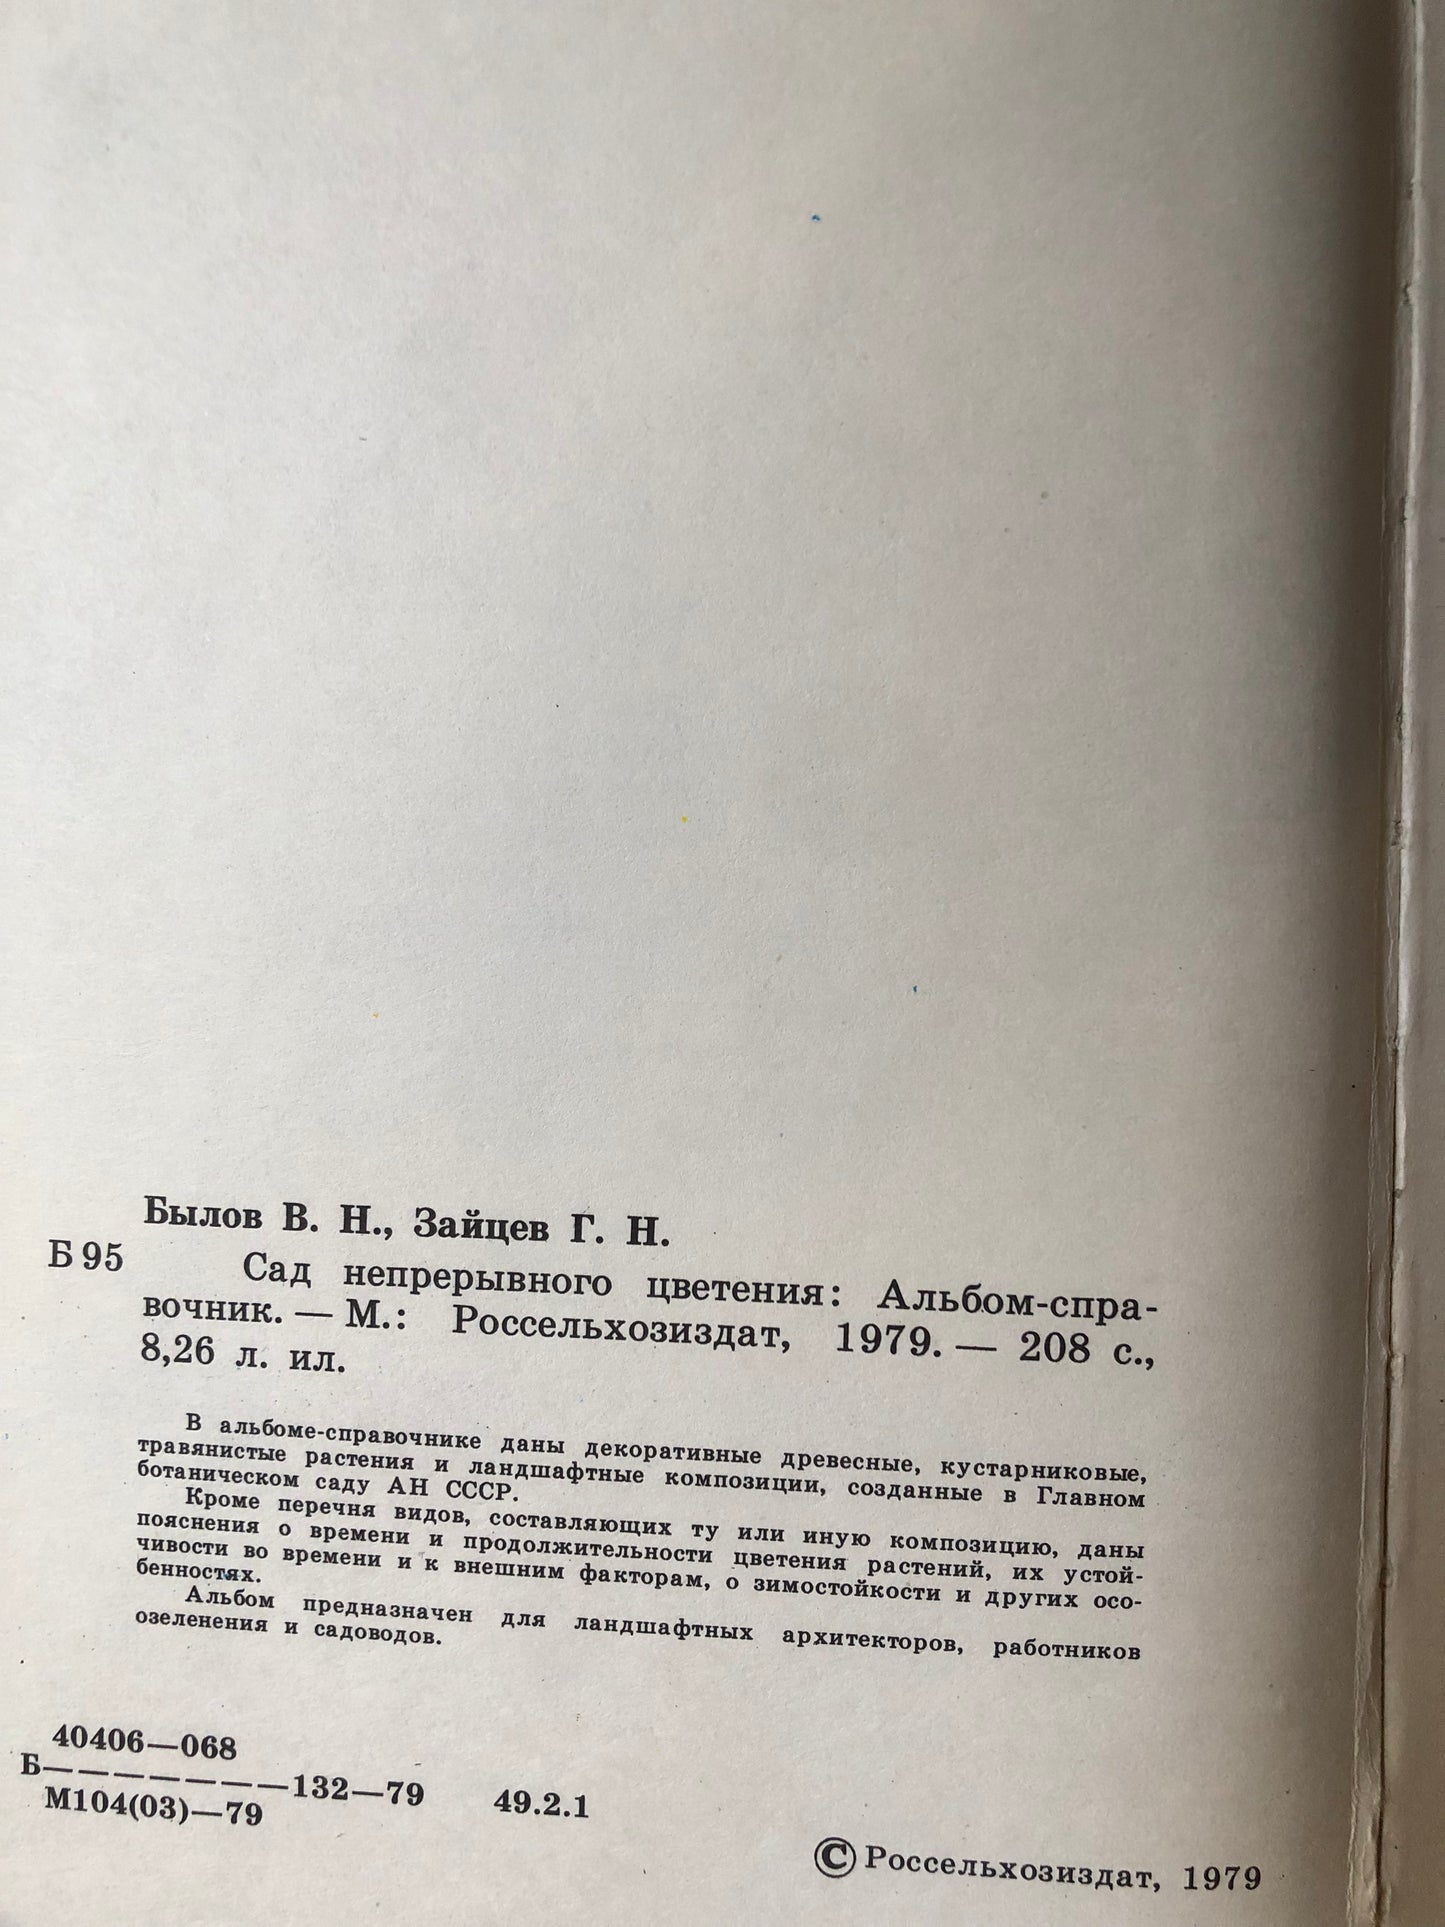 Былов В. Н., Зайцев Г. Н.
Б 95
Сад непрерывного цветения: Альбом-спра-
вочник. — М.: Россельхозиздат, 1979. — 208 с.,
8,26 л. ил.
В альбоме-справочнике даны декоративные древесные, кустарниковые,
травянистые растения и ландшафтные композиции, созданные в Главном
ботаническом саду АН СССР.
Кроме перечня видов, составляющих ту или иную композицию, даны
пояснения о времени и продолжительности цветения растений, их устой-
чивости во времени и к внешним факторам, о зимостойкости и других осо-
бенностях.
Альбом предназначен для ландшафтных архитекторов, работников
озеленения и садоводов.
40406—068
Б— — — — — — —132—79 49.2.1
М104(03)—79
© Россельхозиздат, 1979